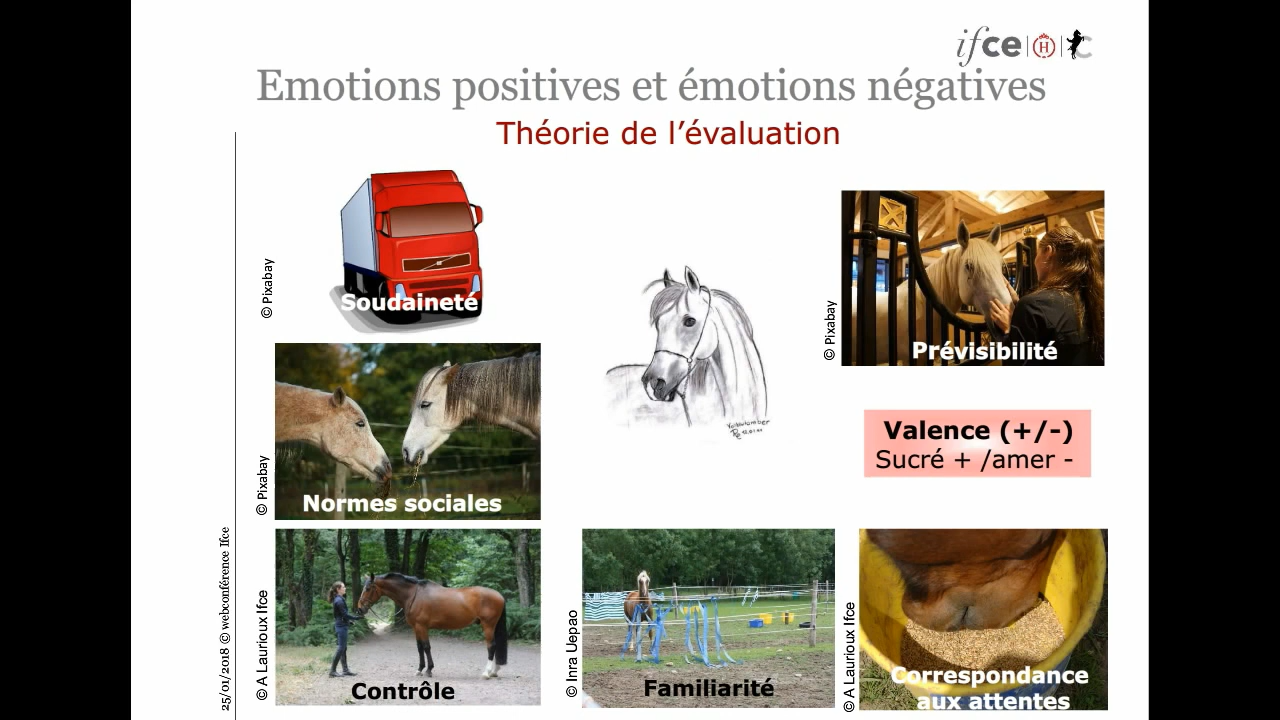 ifce
H
Emotions positives et émotions négatives
Théorie de l’évaluation
© Pixabay
Soudaineté
© Pixabay
Prévisibilité
© Pixabay
Normes sociales
Valence (+/-)
Sucré + /amer -
25/01/2018 © webconférence Ifce
© A Laurioux Ifce
Contrôle
© Inra Uepao
Familiarité
© A Laurioux Ifce
Correspondance
aux attentes